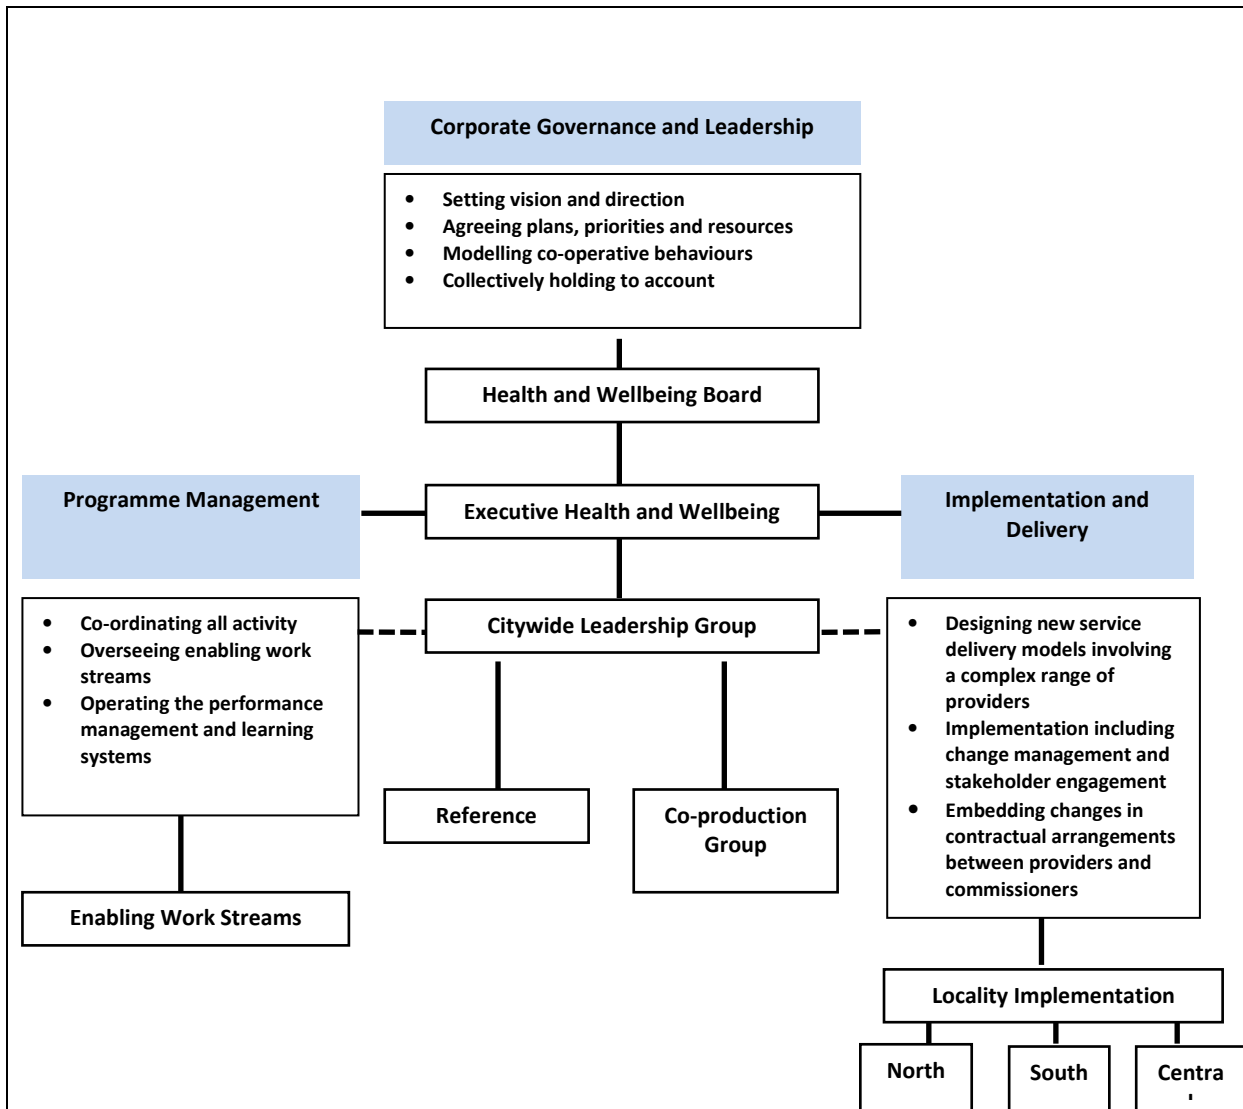 Corporate Governance and Leadership
• Setting vision and direction
• Agreeing plans, priorities and resources
• Modelling co-operative behaviours
• Collectively holding to account
Health and Wellbeing Board
Programme Management
Executive Health and Wellbeing
Implementation and
Delivery
• Co-ordinating all activity
• Overseeing enabling work
streams
• Operating the performance
management and learning
systems
Citywide Leadership Group
• Designing new service
delivery models involving
a complex range of
providers
• Implementation including
change management and
stakeholder engagement
• Embedding changes in
contractual arrangements
between providers and
commissioners
Reference
Co-production
Group
Enabling Work Streams
Locality Implementation
North
South
Centra